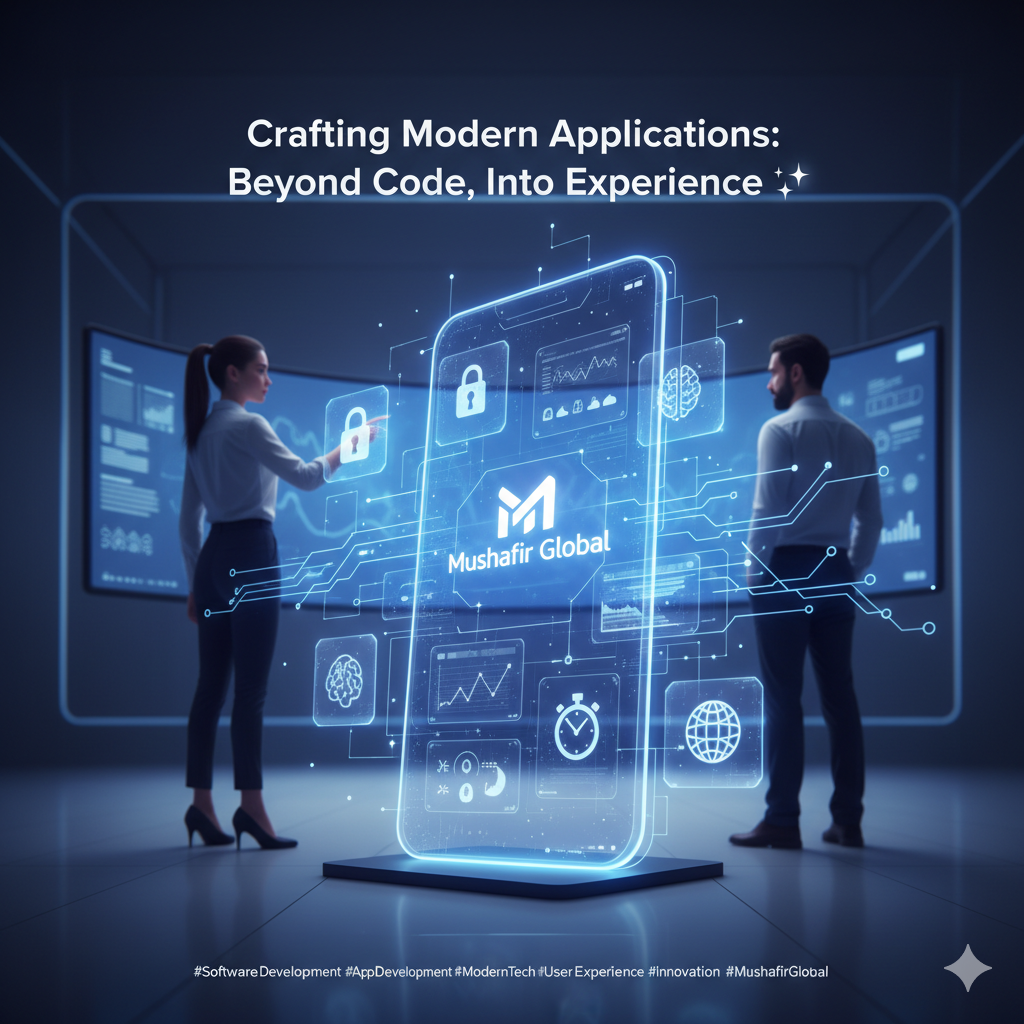 Crafting Modern Applications:
Beyond Code, Into Experience
Mushafir Global
#SoftwareDevelopment #AppDevelopment #ModernTech #UserExperience #Innovation #MushafirGlobal